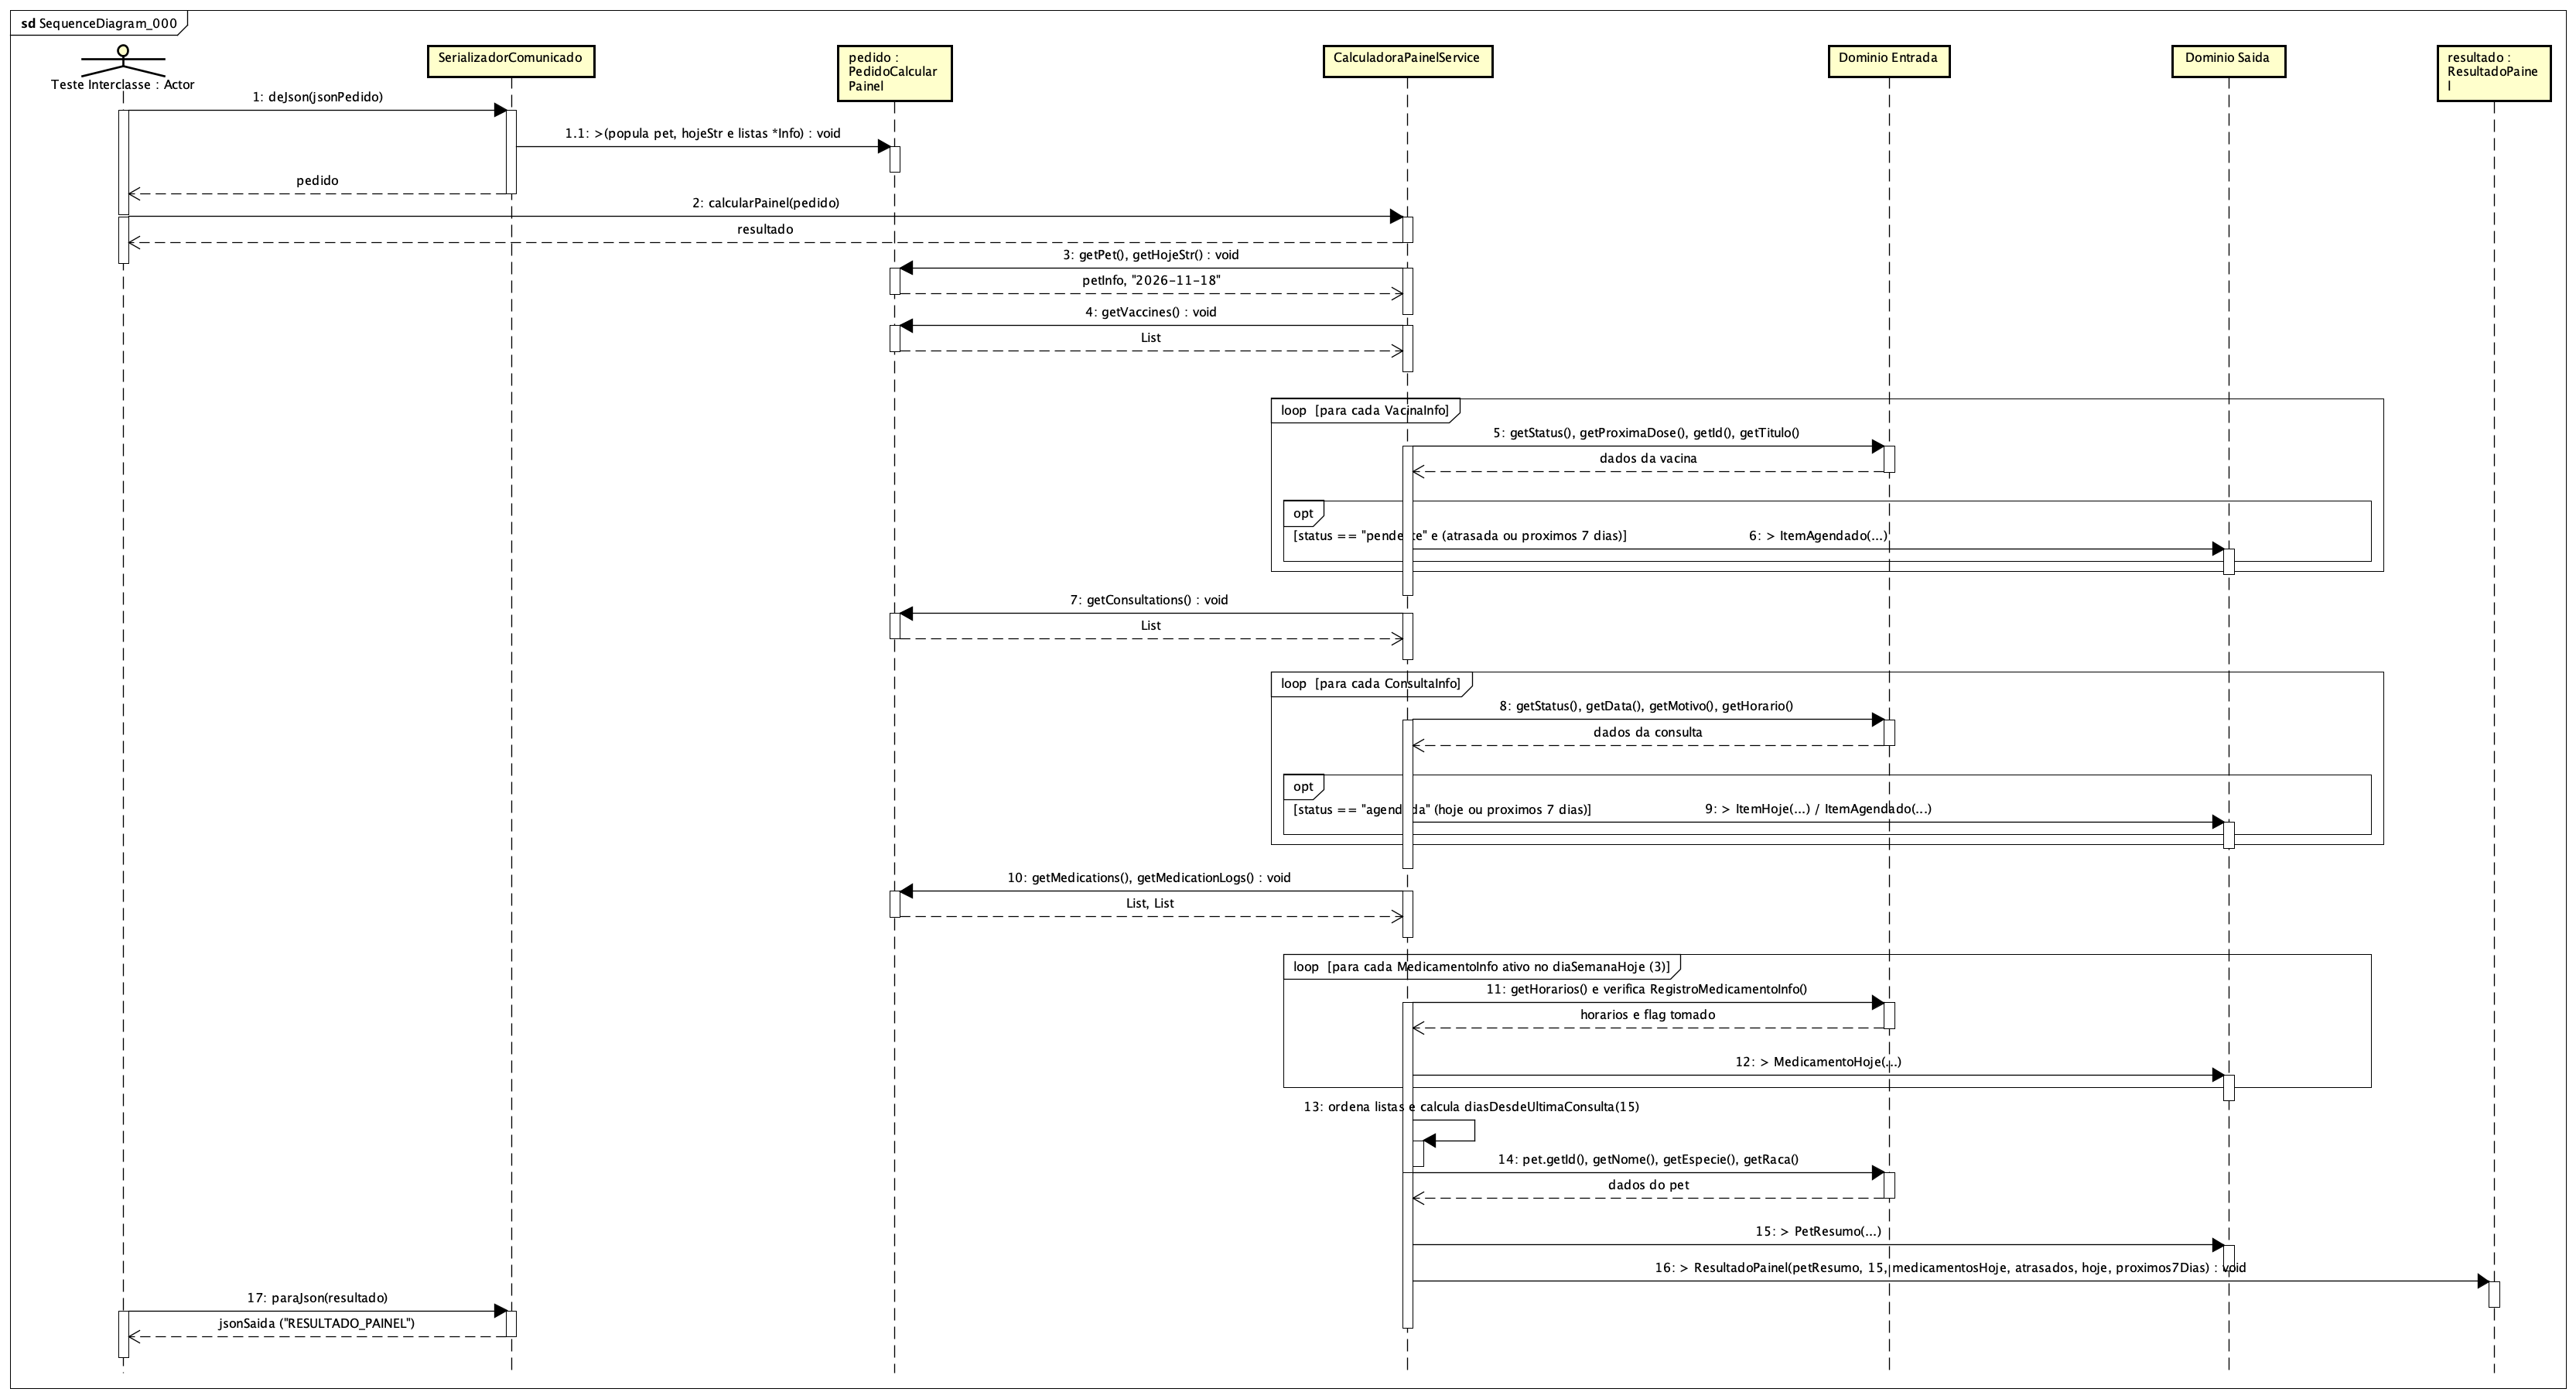 sd SequenceDiagram_000
Teste Interclasse : Actor
SerializadorComunicado
pedido :
PedidoCalcular
Painel
CalculadoraPainelService
Dominio Entrada
Dominio Saida
resultado :
ResultadoPaine
l
1: deJson(jsonPedido)
1.1: >(popula pet, hojeStr e listas *Info) : void
pedido
2: calcularPainel(pedido)
resultado
3: getPet(), getHojeStr() : void
petInfo, "2026-11-18"
4: getVaccines() : void
List
loop [para cada VacinaInfo]
5: getStatus(), getProximaDose(), getId(), getTitulo()
dados da vacina
opt
[status == "pendente" e (atrasada ou proximos 7 dias)]
6: > ItemAgendado(...)
7: getConsultations() : void
List
loop [para cada ConsultaInfo]
8: getStatus(), getData(), getMotivo(), getHorario()
dados da consulta
opt
[status == "agendada" (hoje ou proximos 7 dias)]
9: > ItemHoje(...) / ItemAgendado(...)
10: getMedications(), getMedicationLogs() : void
List, List
loop [para cada MedicamentoInfo ativo no diaSemanaHoje (3)]
11: getHorarios() e verifica RegistroMedicamentoInfo()
horarios e flag tomado
12: > MedicamentoHoje(...)
13: ordena listas e calcula diasDesdeUltimaConsulta(15)
14: pet.getId(), getNome(), getEspecie(), getRaca()
dados do pet
15: > PetResumo(...)
16: > ResultadoPainel(petResumo, 15, medicamentosHoje, atrasados, hoje, proximos7Dias) : void
17: paraJson(resultado)
jsonSaida ("RESULTADO_PAINEL")